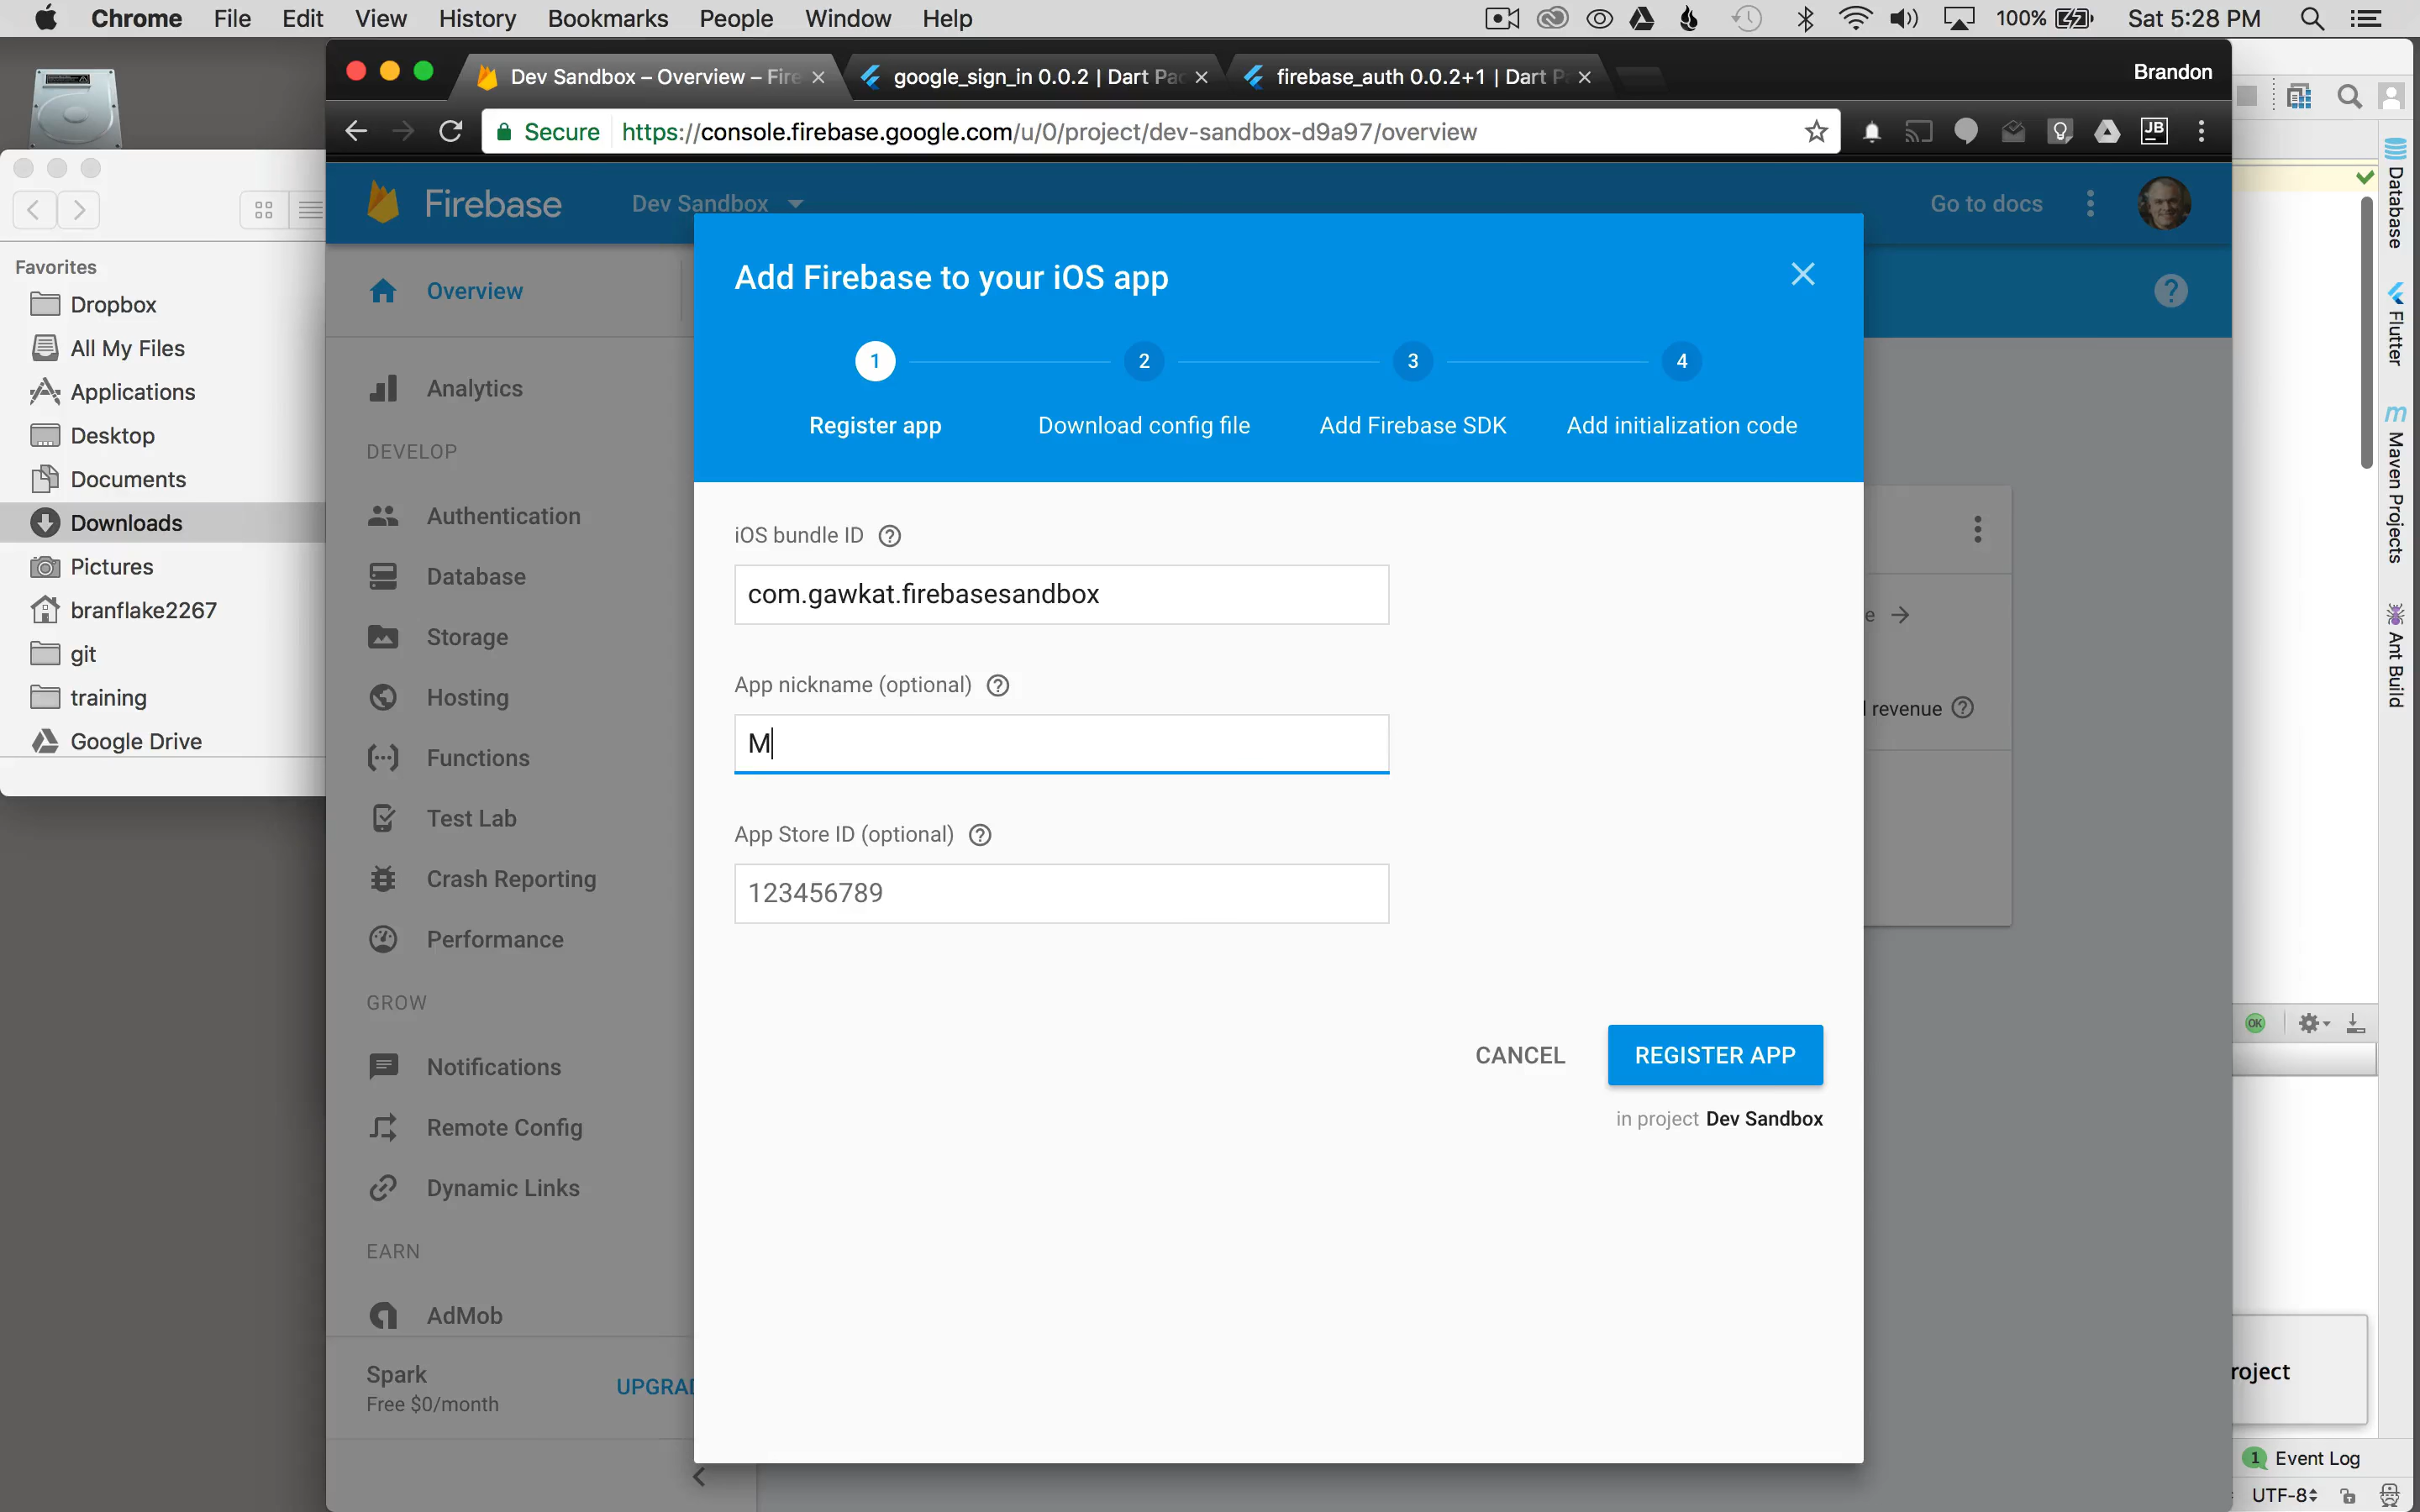 Chrome File Edit View History Bookmarks People Window Help 100% Sat 5:28 PM
Dev Sandbox – Overview – Fire
google_sign_in 0.0.2 | Dart Pac
firebase_auth 0.0.2+1 | Dart P
Brandon
Secure https://console.firebase.google.com/u/0/project/dev-sandbox-d9a97/overview
JB
Favorites
Dropbox
All My Files
Applications
Desktop
Documents
Downloads
Pictures
branflake2267
git
training
Google Drive
Firebase
Dev Sandbox
Go to docs
Overview
Analytics
DEVELOP
Authentication
Database
Storage
Hosting
Functions
Test Lab
Crash Reporting
Performance
GROW
Notifications
Remote Config
Dynamic Links
EARN
AdMob
Spark
Free $0/month
UPGRAD
Add Firebase to your iOS app
1 2 3 4
Register app
Download config file
Add Firebase SDK
Add initialization code
iOS bundle ID ?
com.gawkat.firebasesandbox
App nickname (optional) ?
M
App Store ID (optional) ?
123456789
CANCEL
REGISTER APP
in project Dev Sandbox
?
e
revenue ?
Database
Flutter
m Maven Projects
Ant Build
OK
roject
1 Event Log
UTF-8